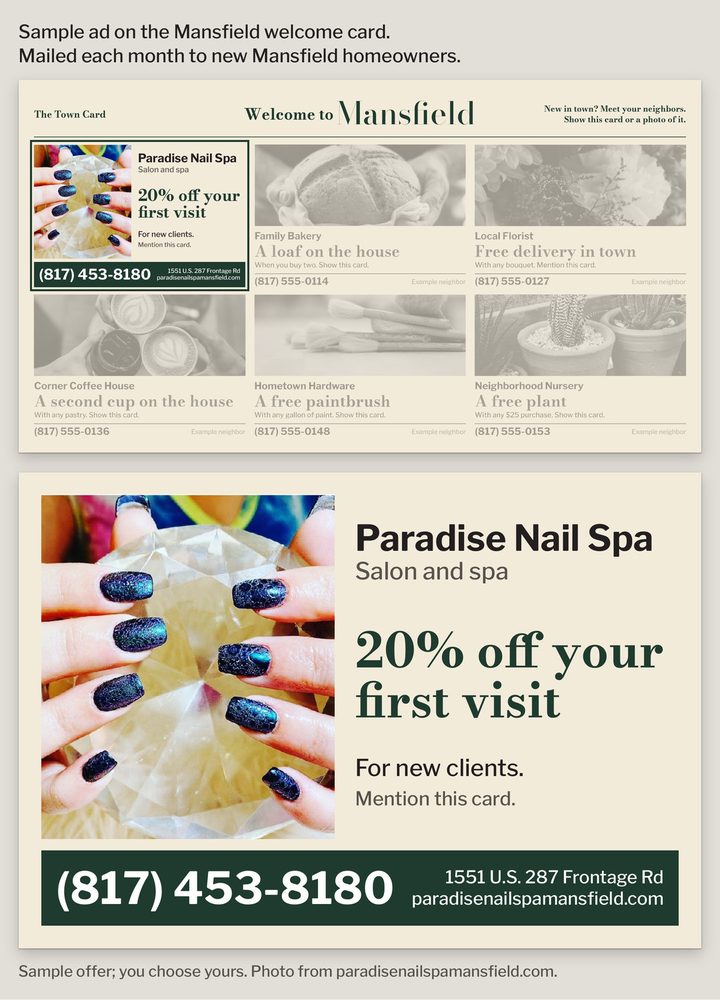 Sample ad on the Mansfield welcome card.
Mailed each month to new Mansfield homeowners.
The Town Card
Welcome to Mansfield
New in town? Meet your neighbors.
Show this card or a photo of it.
Paradise Nail Spa
Salon and spa
20% off your
first visit
For new clients.
Mention this card.
(817) 453-8180
1551 U.S. 287 Frontage Rd
paradisenailspamansfield.com
Family Bakery
A loaf on the house
When you buy two. Show this card.
(817) 555-0114
Example neighbor
Local Florist
Free delivery in town
With any bouquet. Mention this card.
(817) 555-0127
Example neighbor
Corner Coffee House
A second cup on the house
With any pastry. Show this card.
(817) 555-0136
Example neighbor
Hometown Hardware
A free paintbrush
With any gallon of paint. Show this card.
(817) 555-0148
Example neighbor
Neighborhood Nursery
A free plant
With any $25 purchase. Show this card.
(817) 555-0153
Example neighbor
Paradise Nail Spa
Salon and spa
20% off your
first visit
For new clients.
Mention this card.
(817) 453-8180
1551 U.S. 287 Frontage Rd
paradisenailspamansfield.com
Sample offer; you choose yours. Photo from paradisenailspamansfield.com.